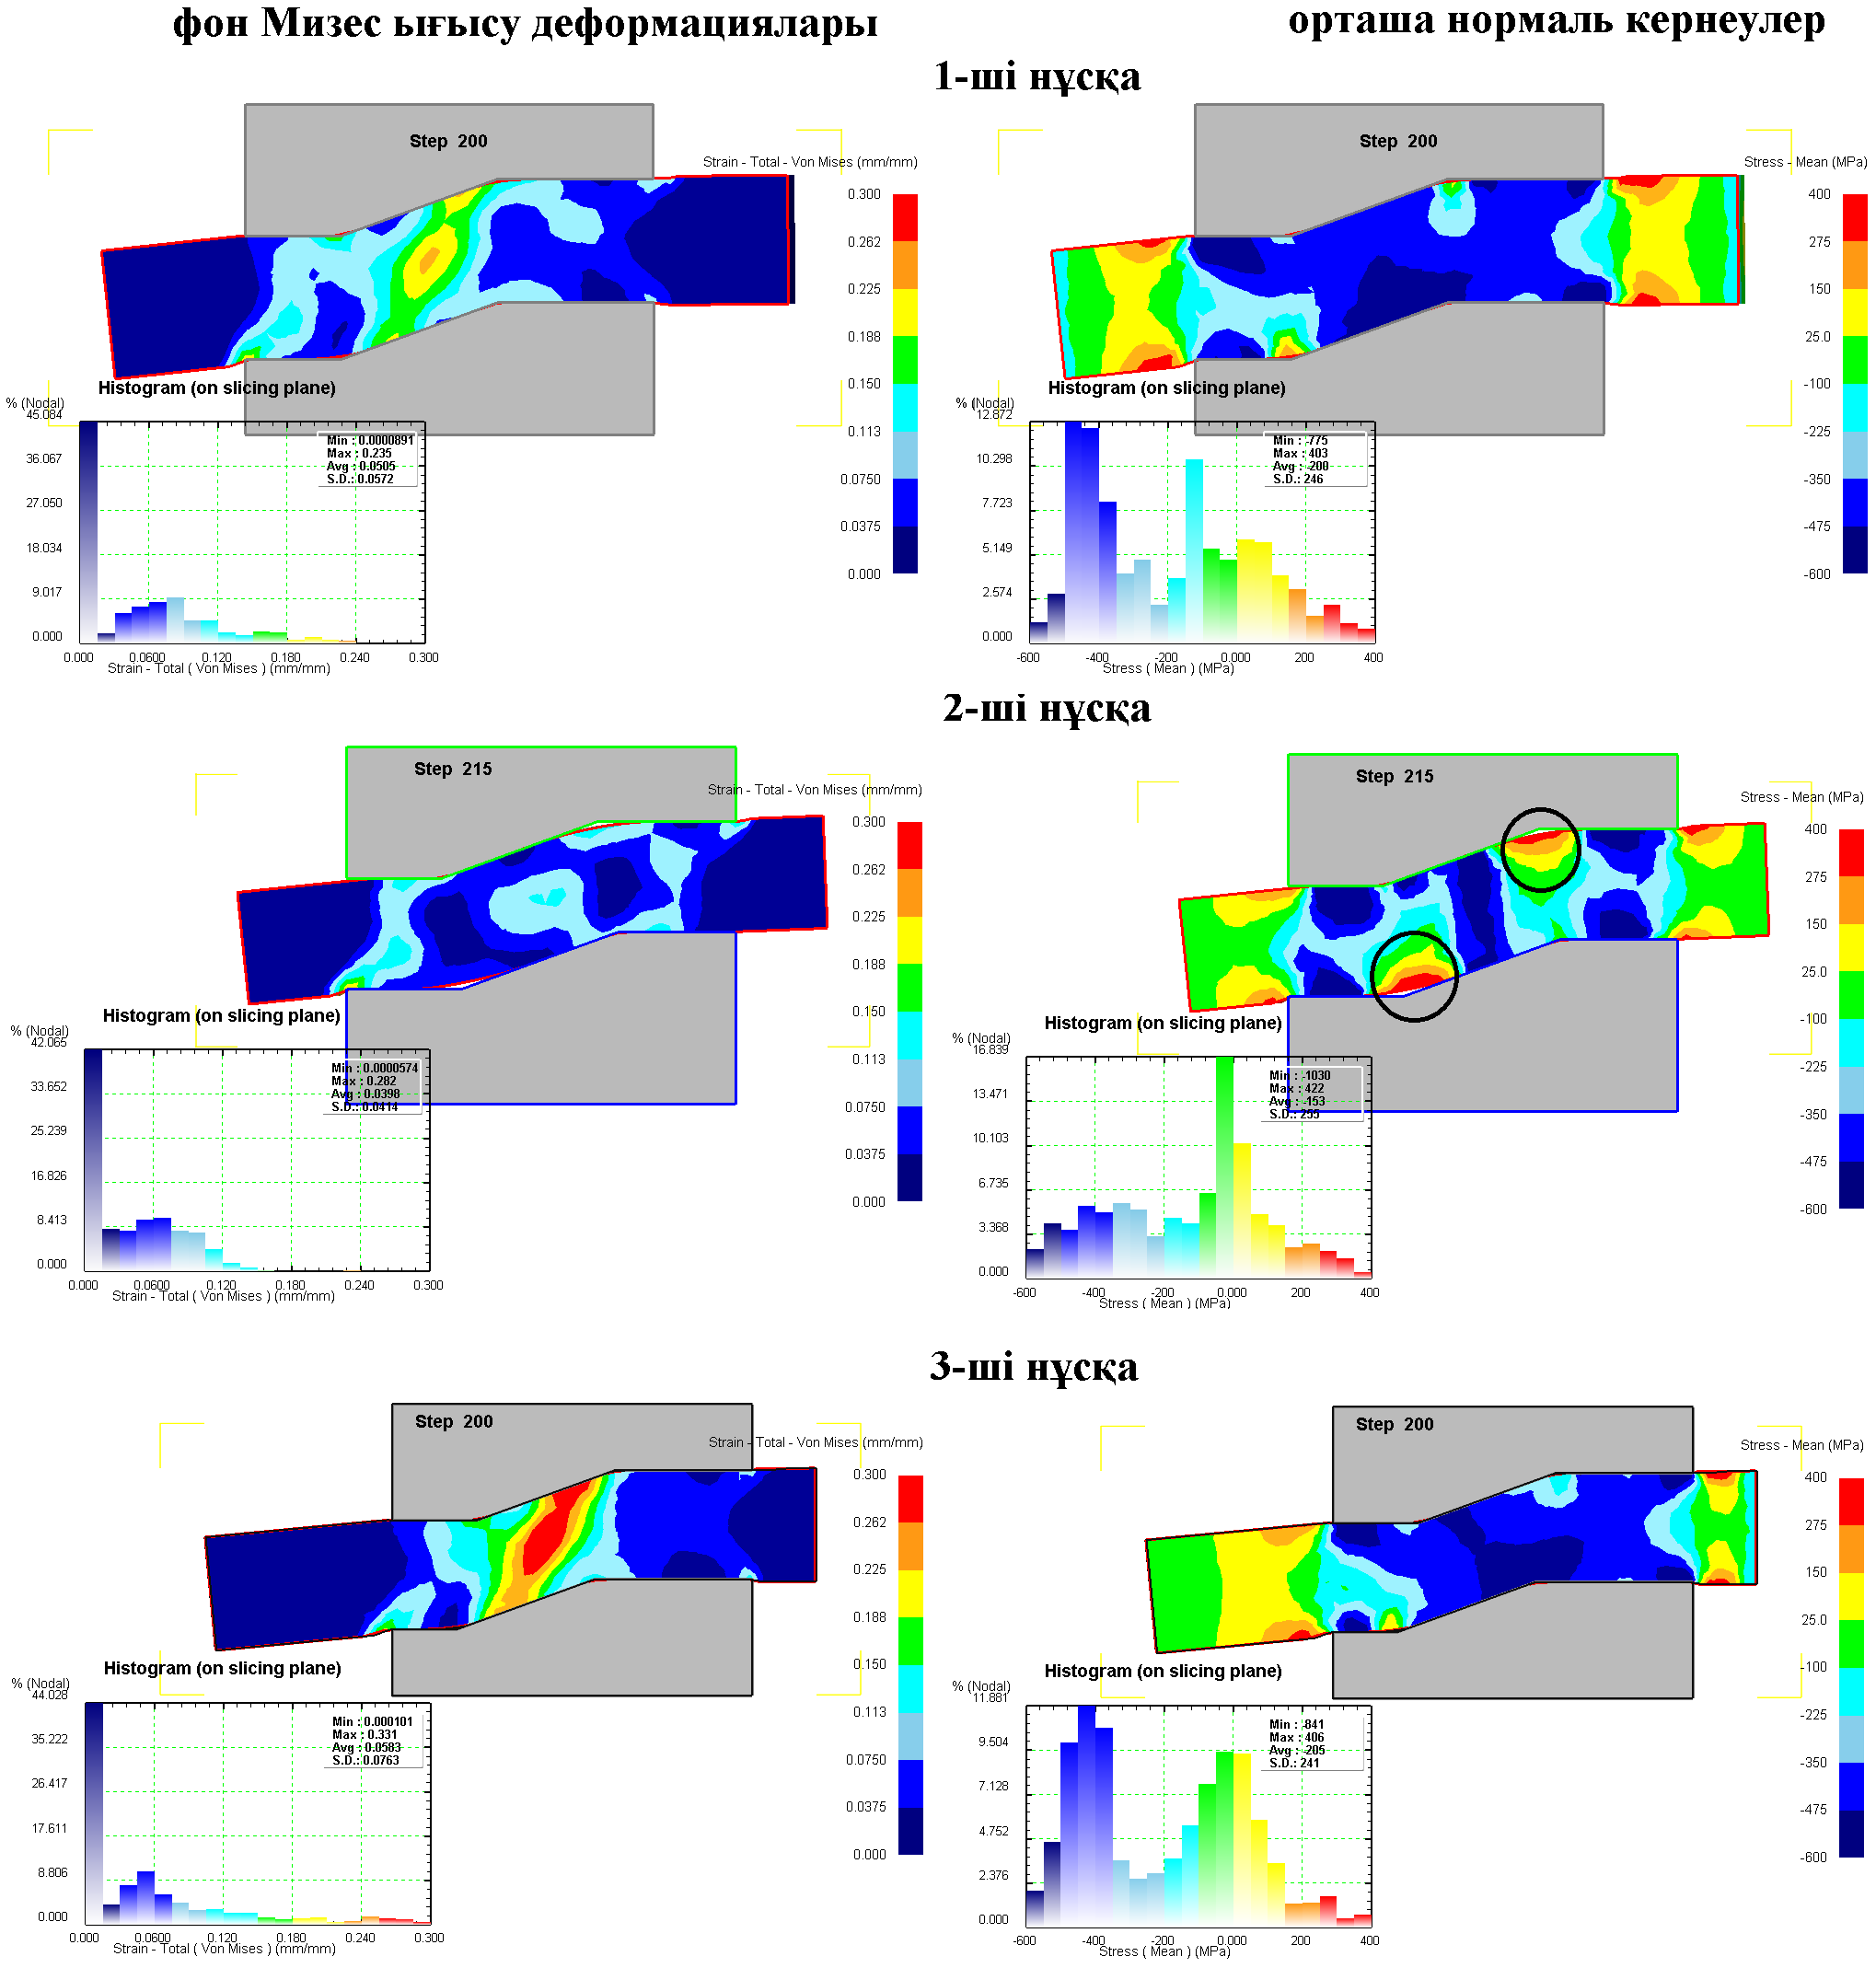 фон Мизес ығысу деформациялары
орташа нормаль кернеулер
1-ші нұсқа
Step 200
Strain - Total - Von Mises (mm/mm)
0.300
0.262
0.225
0.188
0.150
0.113
0.0750
0.0375
0.000
Histogram (on slicing plane)
% (Nodal)
45.084
36.067
27.050
18.034
9.017
0.000
Min : 0.0000891
Max : 0.235
Avg : 0.0505
S.D.: 0.0572
0.000 0.0600 0.120 0.180 0.240 0.300
Strain - Total ( Von Mises ) (mm/mm)
Step 200
Stress - Mean (MPa)
400
275
150
25.0
-100
-225
-350
-475
-600
Histogram (on slicing plane)
% (Nodal)
12.872
10.298
7.723
5.149
2.574
0.000
Min : -775
Max : 403
Avg : -200
S.D.: 246
-600 -400 -200 0.000 200 400
Stress ( Mean ) (MPa)
2-ші нұсқа
Step 215
Strain - Total - Von Mises (mm/mm)
0.300
0.262
0.225
0.188
0.150
0.113
0.0750
0.0375
0.000
Histogram (on slicing plane)
% (Nodal)
42.065
33.652
25.239
16.826
8.413
0.000
Min : 0.0000574
Max : 0.282
Avg : 0.0398
S.D.: 0.0414
0.000 0.0600 0.120 0.180 0.240 0.300
Strain - Total ( Von Mises ) (mm/mm)
Step 215
Stress - Mean (MPa)
400
275
150
25.0
-100
-225
-350
-475
-600
Histogram (on slicing plane)
% (Nodal)
16.839
13.471
10.103
6.735
3.368
0.000
Min : -1030
Max : 422
Avg : -153
S.D.: 255
-600 -400 -200 0.000 200 400
Stress ( Mean ) (MPa)
3-ші нұсқа
Step 200
Strain - Total - Von Mises (mm/mm)
0.300
0.262
0.225
0.188
0.150
0.113
0.0750
0.0375
0.000
Histogram (on slicing plane)
% (Nodal)
44.028
35.222
26.417
17.611
8.806
0.000
Min : 0.000101
Max : 0.331
Avg : 0.0583
S.D.: 0.0763
0.000 0.0600 0.120 0.180 0.240 0.300
Strain - Total ( Von Mises ) (mm/mm)
Step 200
Stress - Mean (MPa)
400
275
150
25.0
-100
-225
-350
-475
-600
Histogram (on slicing plane)
% (Nodal)
11.881
9.504
7.128
4.752
2.376
0.000
Min : -841
Max : 406
Avg : -205
S.D.: 241
-600 -400 -200 0.000 200 400
Stress ( Mean ) (MPa)